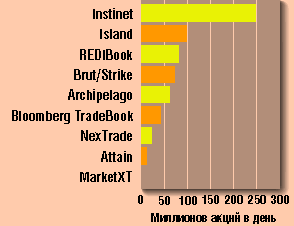 Instinet
Island
REDIBook
Brut/Strike
Archipelago
Bloomberg TradeBook
NexTrade
Attain
MarketXT
0 50 100 150 200 250 300
Миллионов акций в день